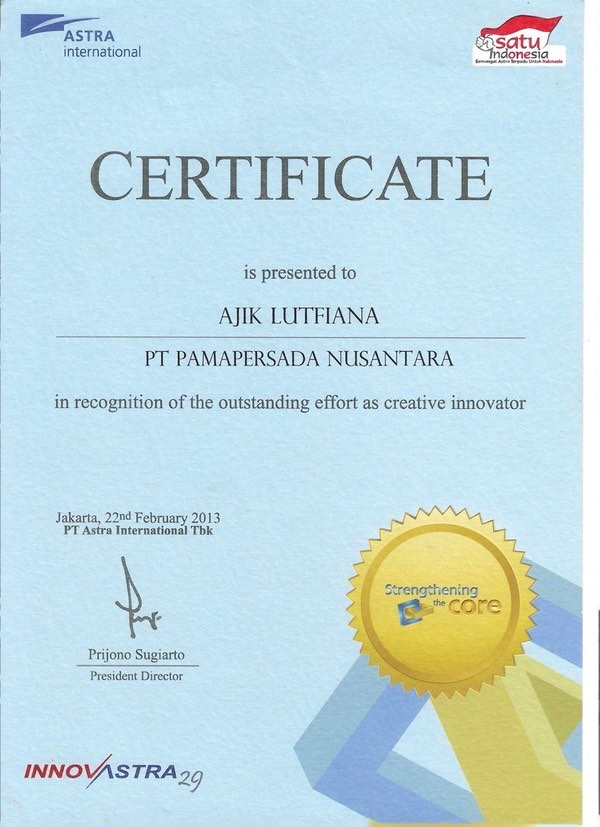 ASTRA
international
satu
Indonesia
Semangat Astra Terpadu Untuk Indonesia
CERTIFICATE
is presented to
AJIK LUTFIANA
PT PAMAPERSADA NUSANTARA
in recognition of the outstanding effort as creative innovator
Jakarta, 22nd February 2013
PT Astra International Tbk
Prijono Sugiarto
President Director
Strengthening
the core
INNOVASTRA 29